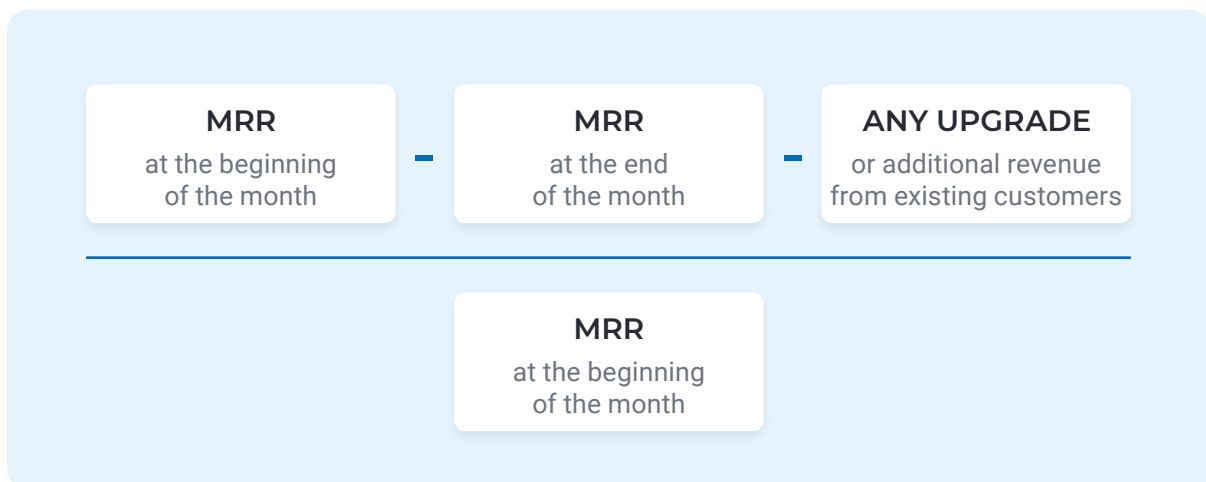 MRR
at the beginning
of the month
-
MRR
at the end
of the month
-
ANY UPGRADE
or additional revenue
from existing customers
MRR
at the beginning
of the month